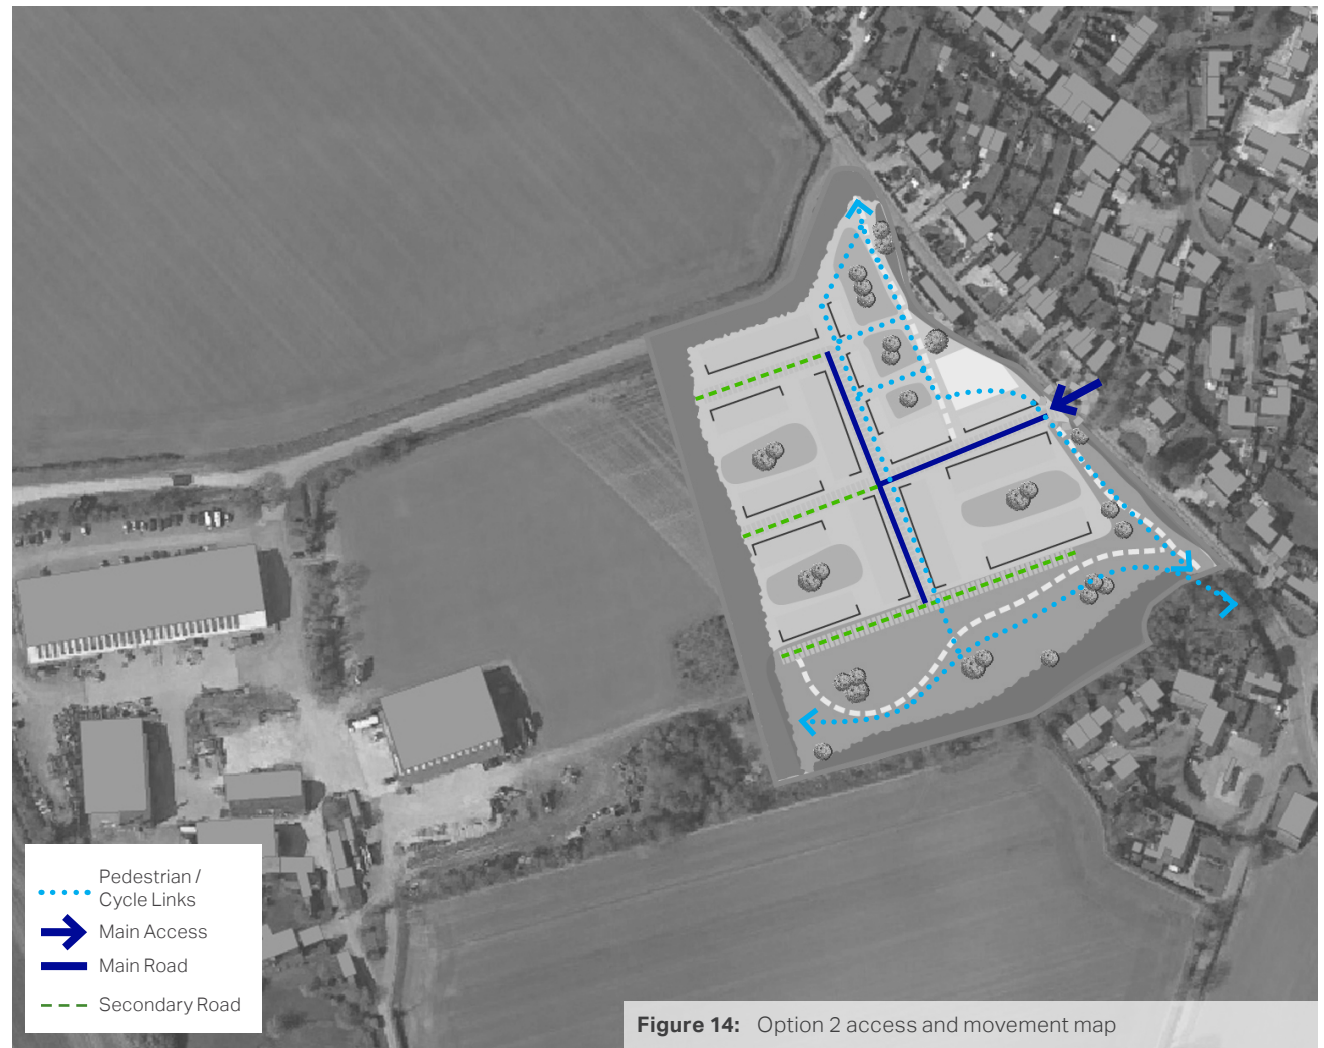 Pedestrian /
Cycle Links
Main Access
Main Road
Secondary Road
Figure 14: Option 2 access and movement map